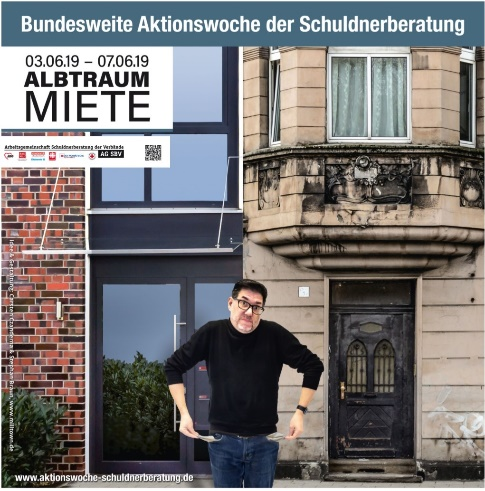 Bundesweite Aktionswoche der Schuldnerberatung
03.06.19 – 07.06.19
ALBTRAUM
MIETE
Arbeitsgemeinschaft Schuldnerberatung der Verbände
AG SBV
www.aktionswoche-schuldnerberatung.de